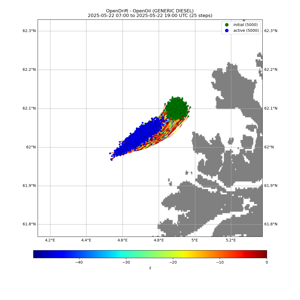 OpenDrift - OpenOil (GENERIC DIESEL)
2025-05-22 07:00 to 2025-05-22 19:00 UTC (25 steps)
initial (5000)
active (5000)
62.3°N
62.3°N
62.2°N
62.2°N
62.1°N
62.1°N
62°N
62°N
61.9°N
61.9°N
61.8°N
61.8°N
4.2°E
4.4°E
4.6°E
4.8°E
5°E
5.2°E
−40
−30
−20
−10
0